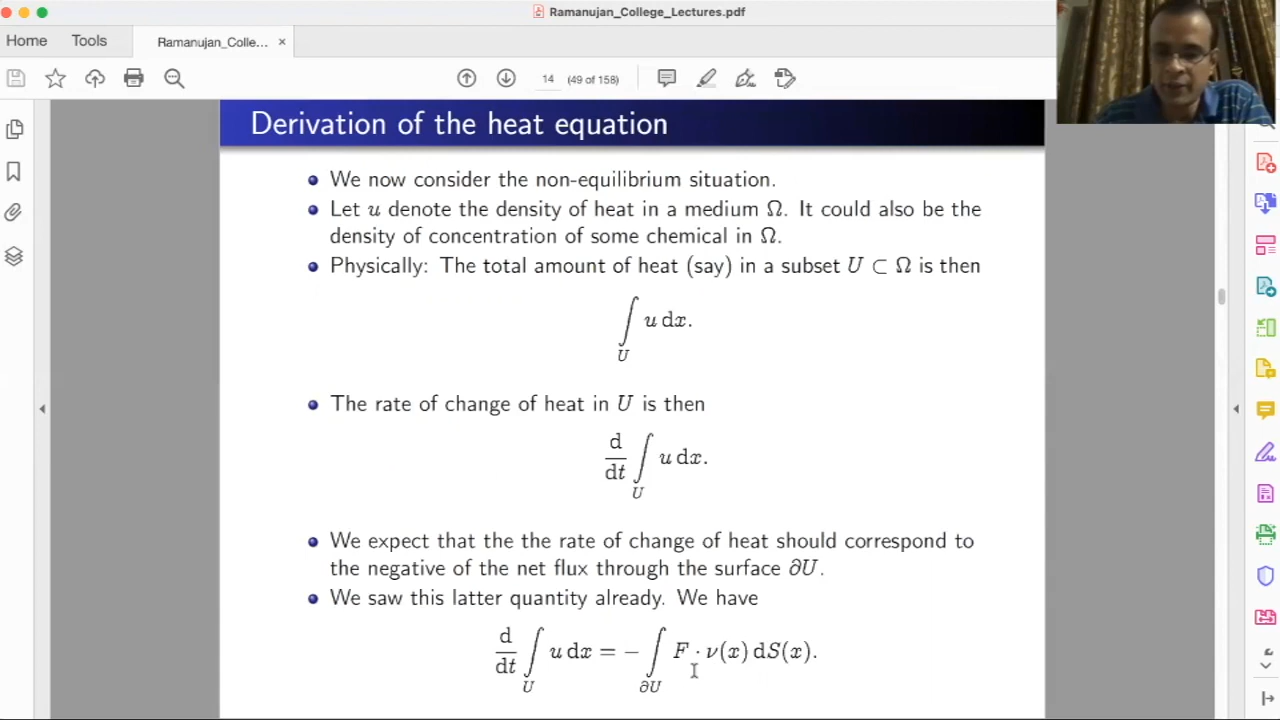 Ramanujan_College_Lectures.pdf
Home Tools Ramanujan_Colle... ×
14 (49 of 158)
Derivation of the heat equation
We now consider the non-equilibrium situation.
Let u denote the density of heat in a medium Ω. It could also be the
density of concentration of some chemical in Ω.
Physically: The total amount of heat (say) in a subset U ⊂ Ω is then
∫_U u dx.
The rate of change of heat in U is then
d/dt ∫_U u dx.
We expect that the the rate of change of heat should correspond to
the negative of the net flux through the surface ∂U.
We saw this latter quantity already. We have
d/dt ∫_U u dx = − ∫_∂U F · ν(x) dS(x).